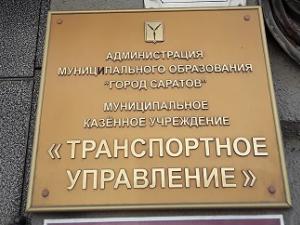 АДМИНИСТРАЦИЯ
МУНИЦИПАЛЬНОГО ОБРАЗОВАНИЯ
"ГОРОД САРАТОВ"
МУНИЦИПАЛЬНОЕ
КАЗЕННОЕ УЧРЕЖДЕНИЕ
«ТРАНСПОРТНОЕ
УПРАВЛЕНИЕ»